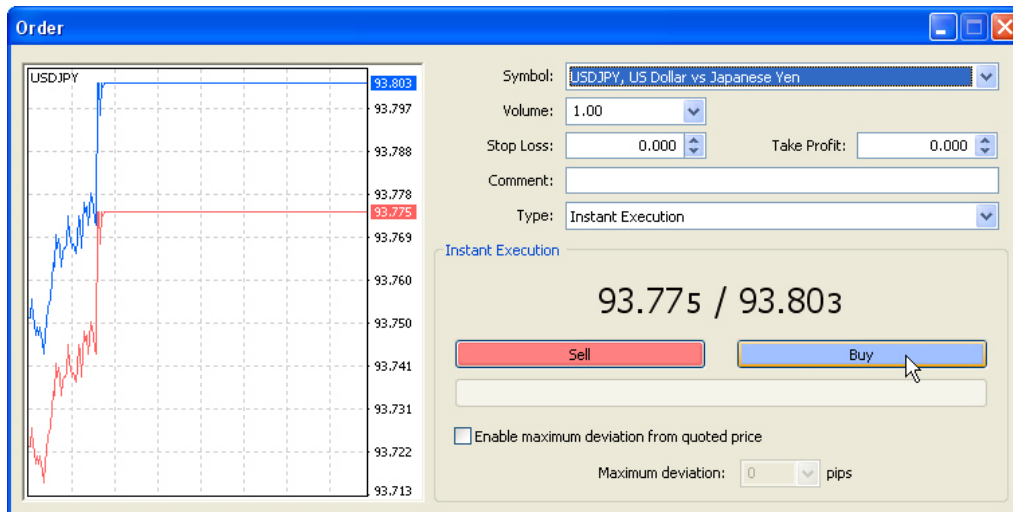 Order
USDJPY
93.803
93.797
93.788
93.778
93.775
93.769
93.760
93.750
93.741
93.731
93.722
93.713
Symbol: USDJPY, US Dollar vs Japanese Yen
Volume: 1.00
Stop Loss: 0.000 Take Profit: 0.000
Comment:
Type: Instant Execution
Instant Execution
93.775 / 93.803
Sell Buy
Enable maximum deviation from quoted price
Maximum deviation: 0 pips